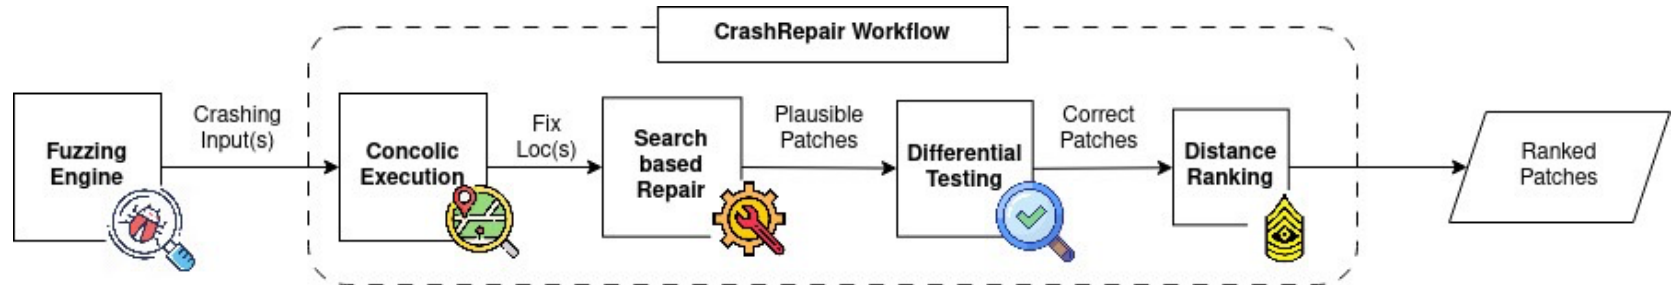 CrashRepair Workflow
Fuzzing
Engine
Crashing
Input(s)
Concolic
Execution
Fix
Loc(s)
Search
based
Repair
Plausible
Patches
Differential
Testing
Correct
Patches
Distance
Ranking
Ranked
Patches